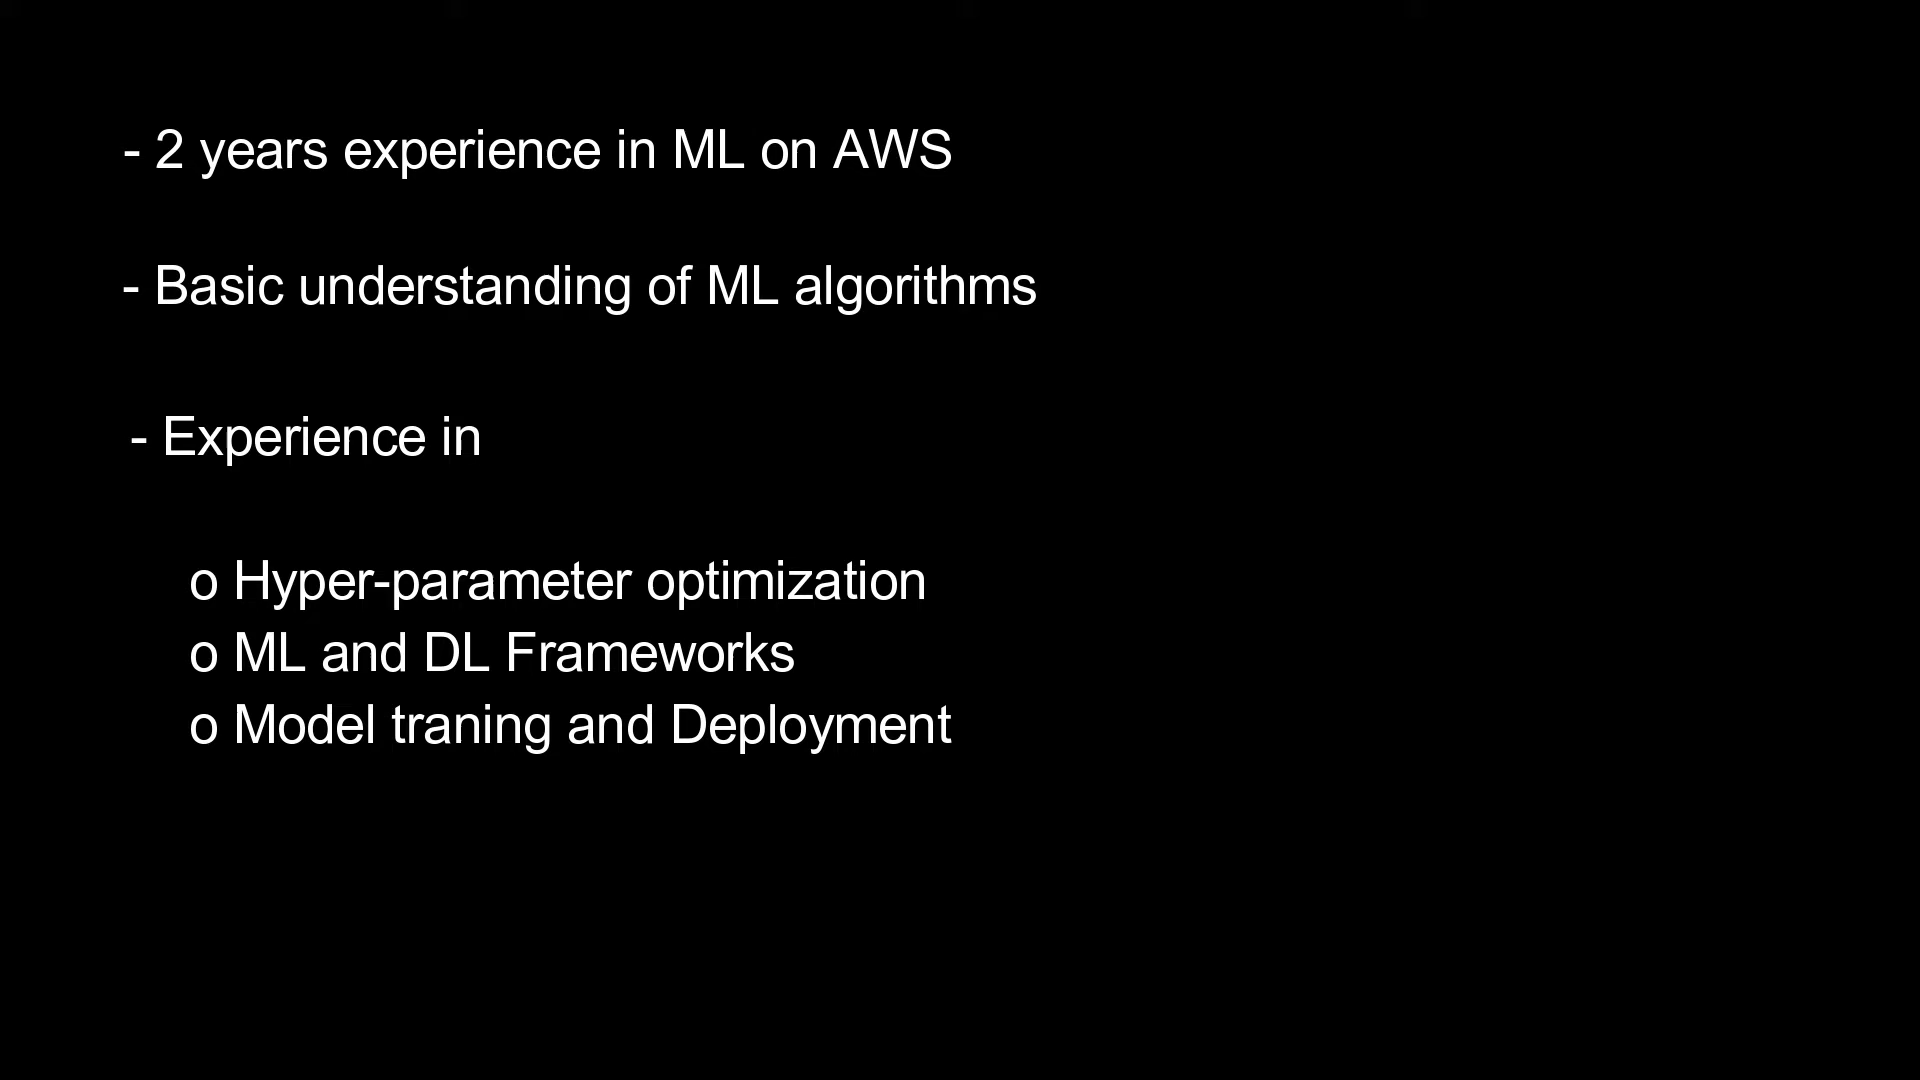 - 2 years experience in ML on AWS
- Basic understanding of ML algorithms
- Experience in
o Hyper-parameter optimization
o ML and DL Frameworks
o Model traning and Deployment